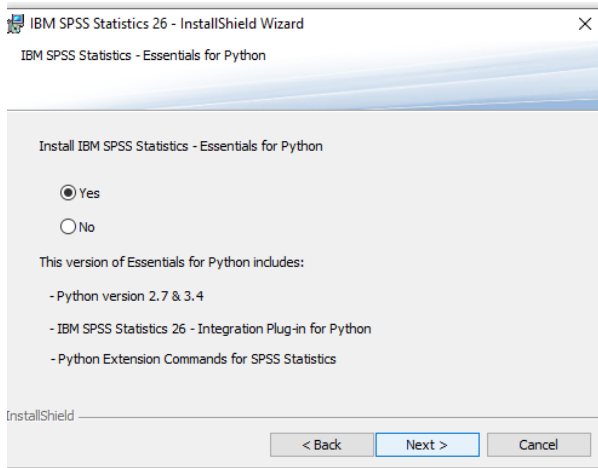 IBM SPSS Statistics 26 - InstallShield Wizard
IBM SPSS Statistics - Essentials for Python
Install IBM SPSS Statistics - Essentials for Python
Yes
No
This version of Essentials for Python includes:
- Python version 2.7 & 3.4
- IBM SPSS Statistics 26 - Integration Plug-in for Python
- Python Extension Commands for SPSS Statistics
InstallShield
< Back Next > Cancel